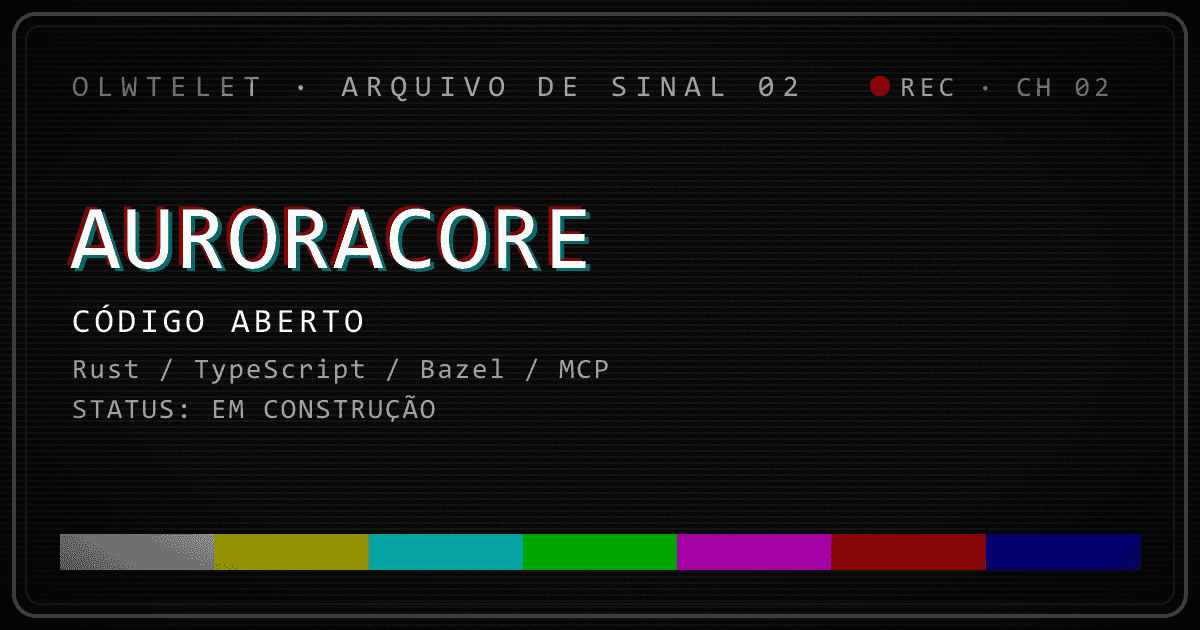 OLWTELET · ARQUIVO DE SINAL 02
REC · CH 02
AURORACORE
CÓDIGO ABERTO
Rust / TypeScript / Bazel / MCP
STATUS: EM CONSTRUÇÃO